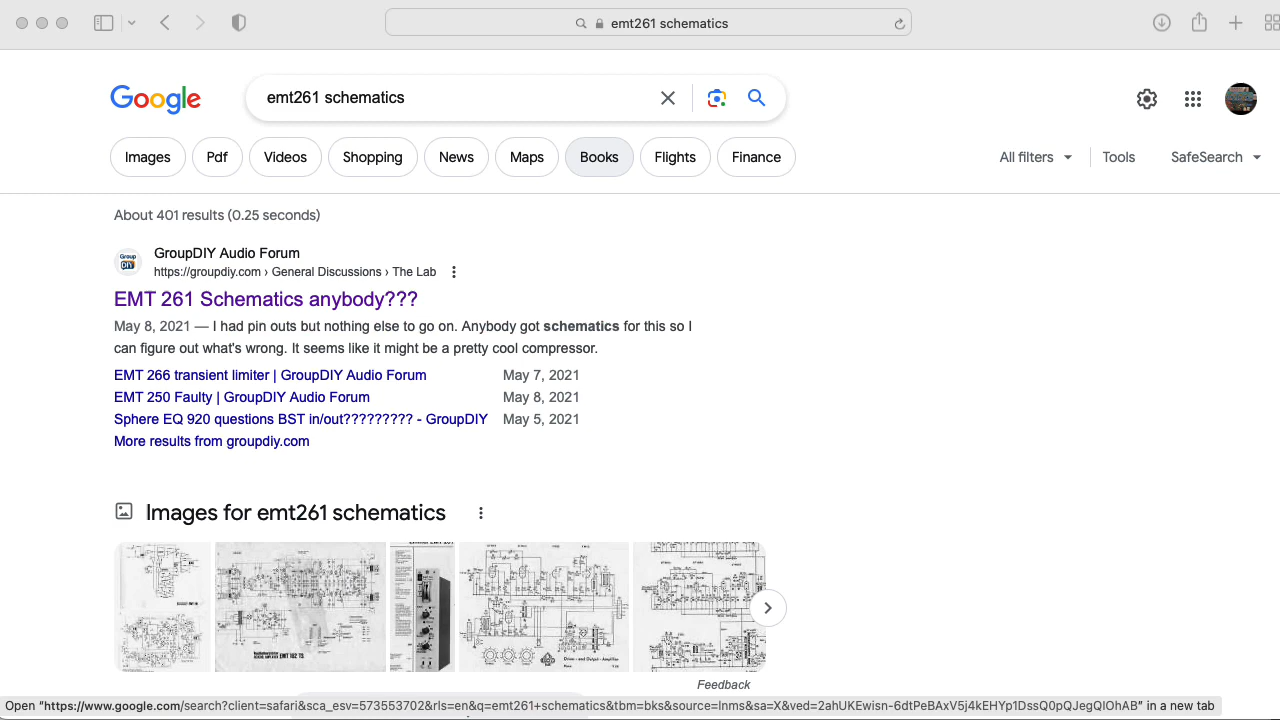 emt261 schematics
Google
emt261 schematics
Images
Pdf
Videos
Shopping
News
Maps
Books
Flights
Finance
All filters
Tools
SafeSearch
About 401 results (0.25 seconds)
Group DIY
GroupDIY Audio Forum
https://groupdiy.com › General Discussions › The Lab
EMT 261 Schematics anybody???
May 8, 2021 — I had pin outs but nothing else to go on. Anybody got schematics for this so I
can figure out what's wrong. It seems like it might be a pretty cool compressor.
EMT 266 transient limiter | GroupDIY Audio Forum May 7, 2021
EMT 250 Faulty | GroupDIY Audio Forum May 8, 2021
Sphere EQ 920 questions BST in/out????????? - GroupDIY May 5, 2021
More results from groupdiy.com
Images for emt261 schematics
Feedback
Open "https://www.google.com/search?client=safari&sca_esv=573553702&rls=en&q=emt261+schematics&tbm=bks&source=lnms&sa=X&ved=2ahUKEwisn-6dtPeBAxV5j4kEHYp1DssQ0pQJegQIOhAB" in a new tab